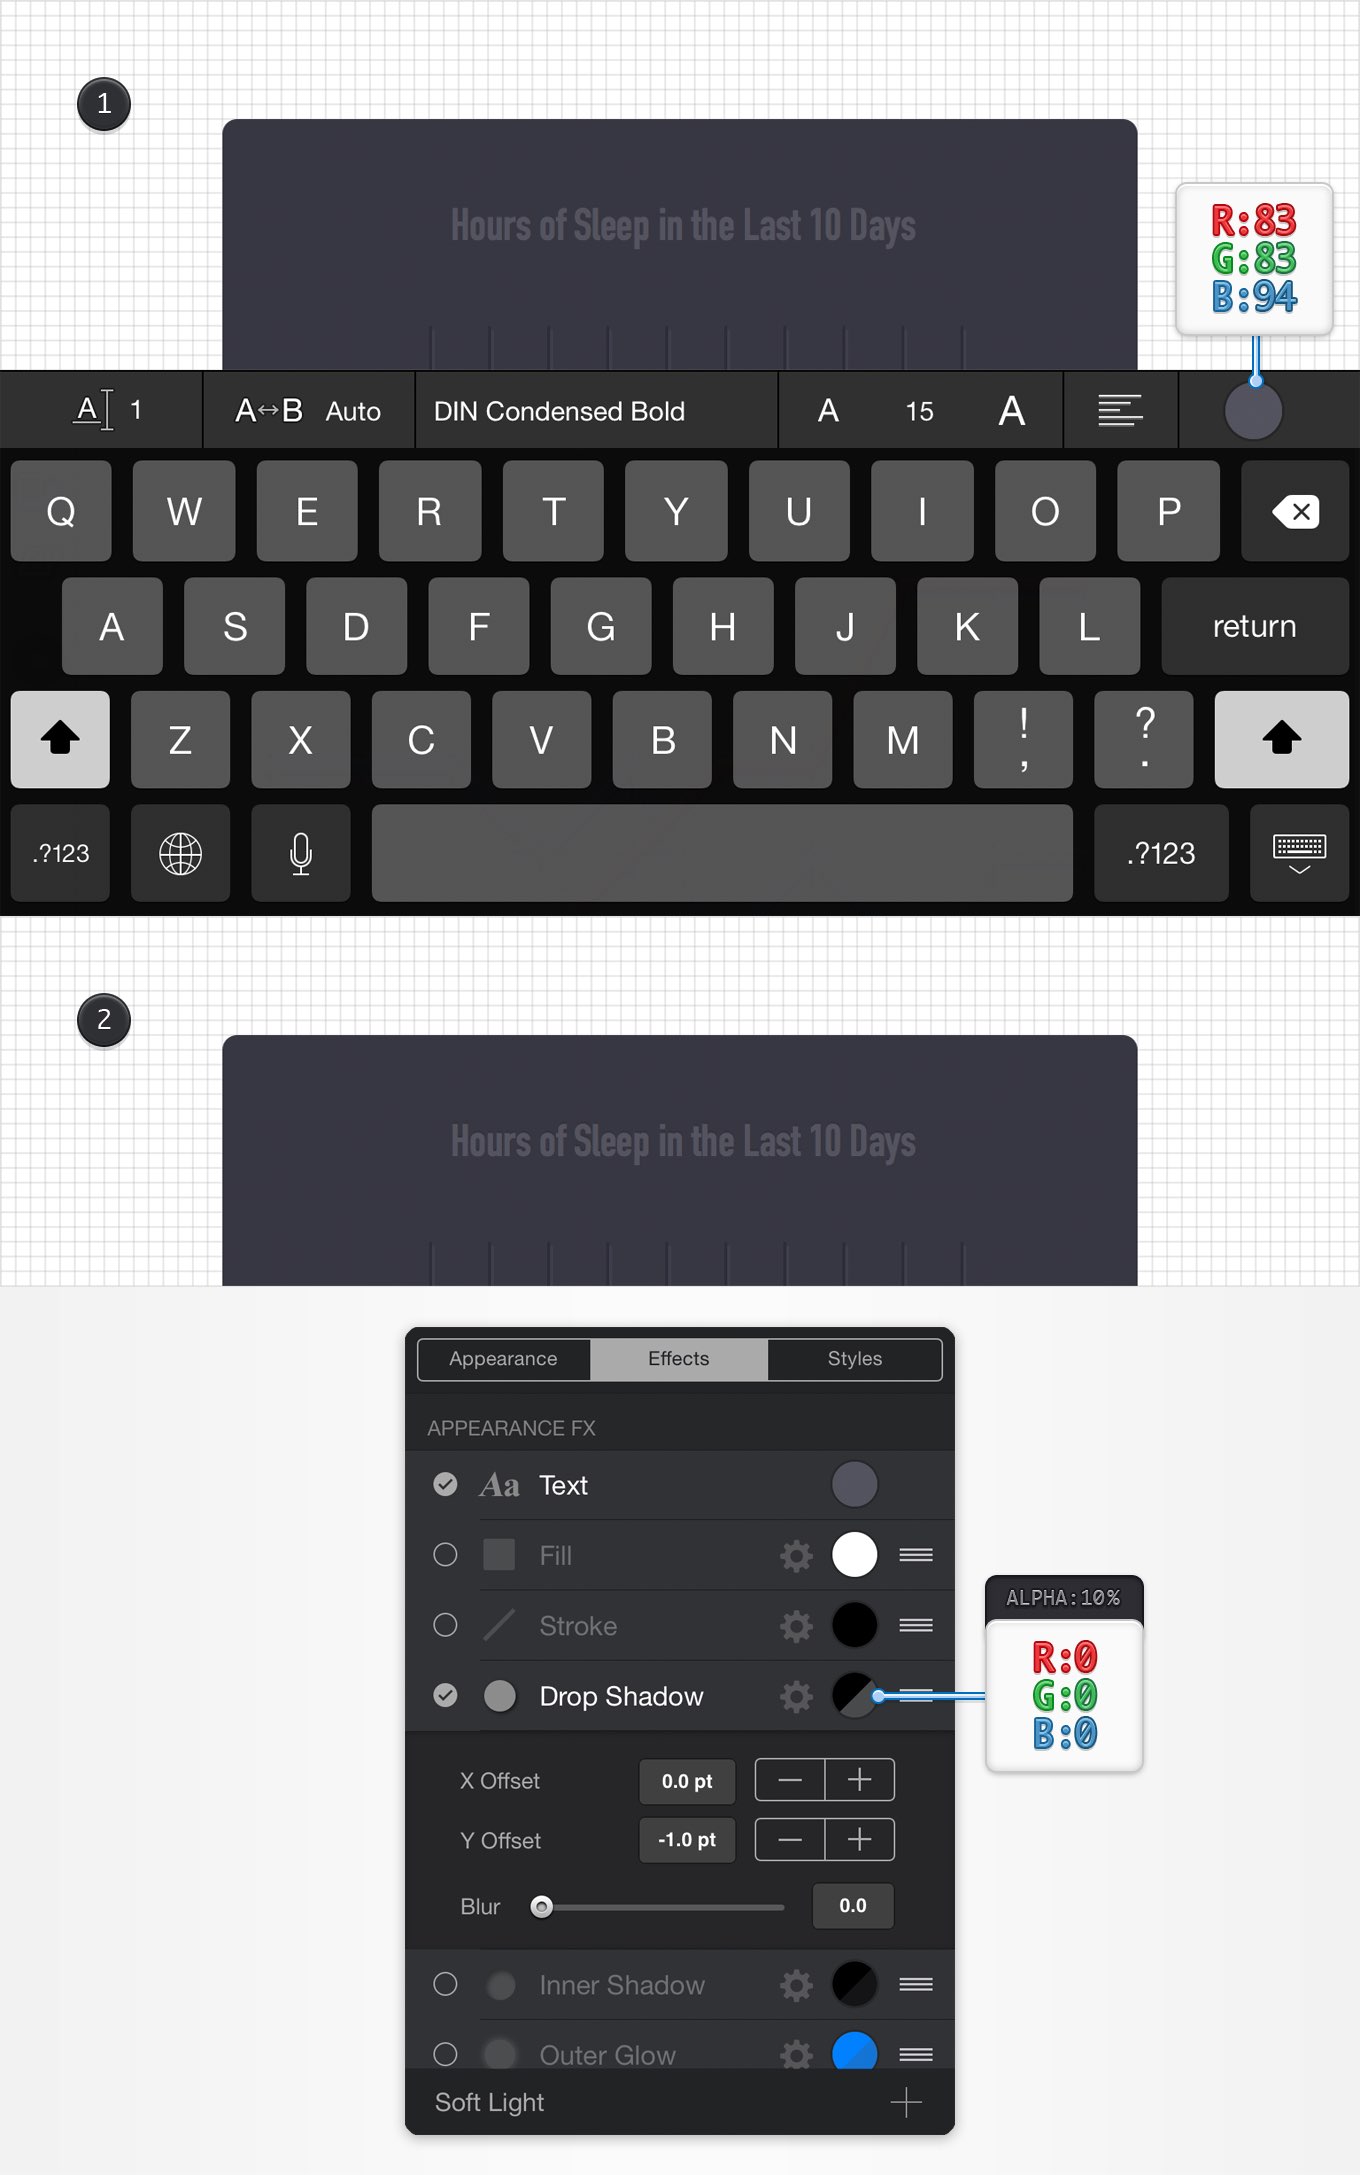 1
Hours of Sleep in the Last 10 Days
R:83
G:83
B:94
A 1 A↔B Auto DIN Condensed Bold A 15 A
Q W E R T Y U I O P
A S D F G H J K L return
Z X C V B N M ! , ? .
.?123 .?123
2
Hours of Sleep in the Last 10 Days
Appearance Effects Styles
APPEARANCE FX
Aa Text
Fill
Stroke
Drop Shadow
ALPHA:10%
R:0
G:0
B:0
X Offset 0.0 pt
Y Offset -1.0 pt
Blur 0.0
Inner Shadow
Outer Glow
Soft Light